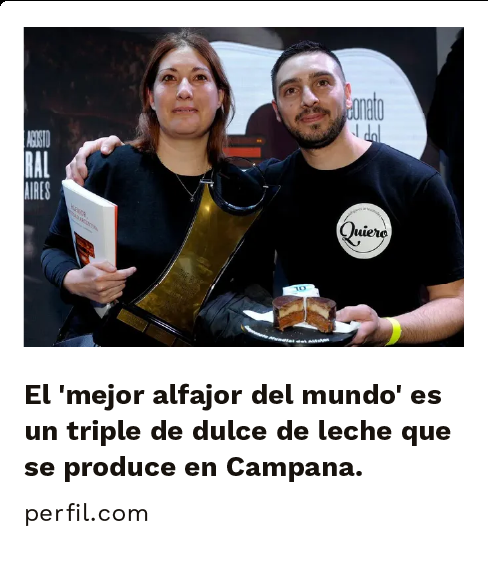 AGOSTO
RAL
AIRES
onato
del
Quiero
10
El 'mejor alfajor del mundo' es
un triple de dulce de leche que
se produce en Campana.
perfil.com